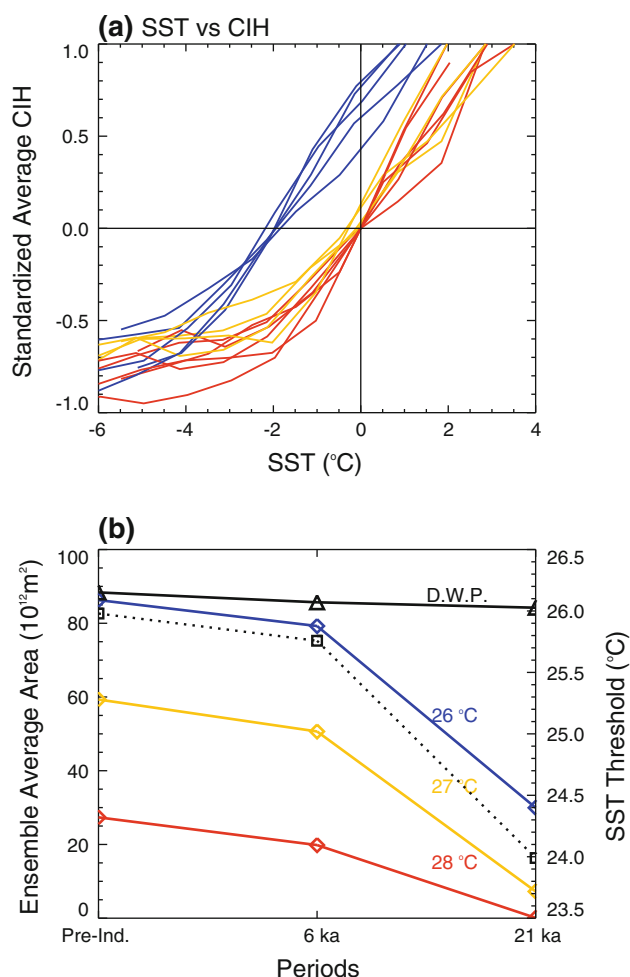 (a) SST vs CIH
Standardized Average CIH
1.0
0.5
0.0
-0.5
-1.0
-6 -4 -2 0 2 4
SST (°C)
(b)
Ensemble Average Area (10¹²m²)
100
80
60
40
20
0
D.W.P.
26 °C
27 °C
28 °C
26.5
26.0
25.5
25.0
24.5
24.0
23.5
SST Threshold (°C)
Pre-Ind. 6 ka 21 ka
Periods